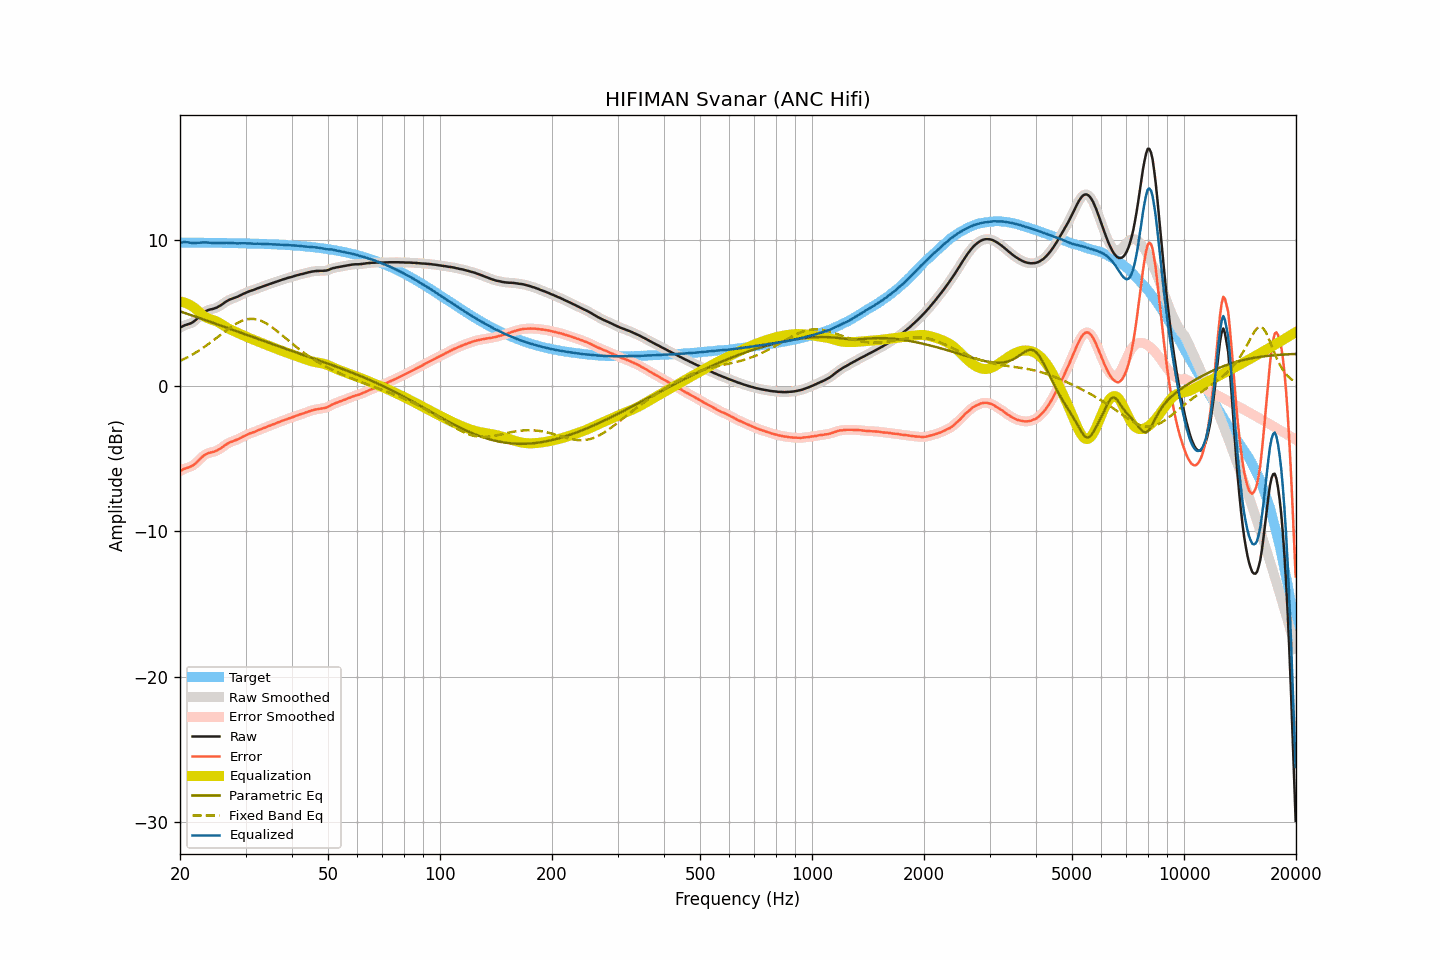 HIFIMAN Svanar (ANC Hifi)
Amplitude (dBr)
10
0
−10
−20
−30
Target
Raw Smoothed
Error Smoothed
Raw
Error
Equalization
Parametric Eq
Fixed Band Eq
Equalized
20 50 100 200 500 1000 2000 5000 10000 20000
Frequency (Hz)